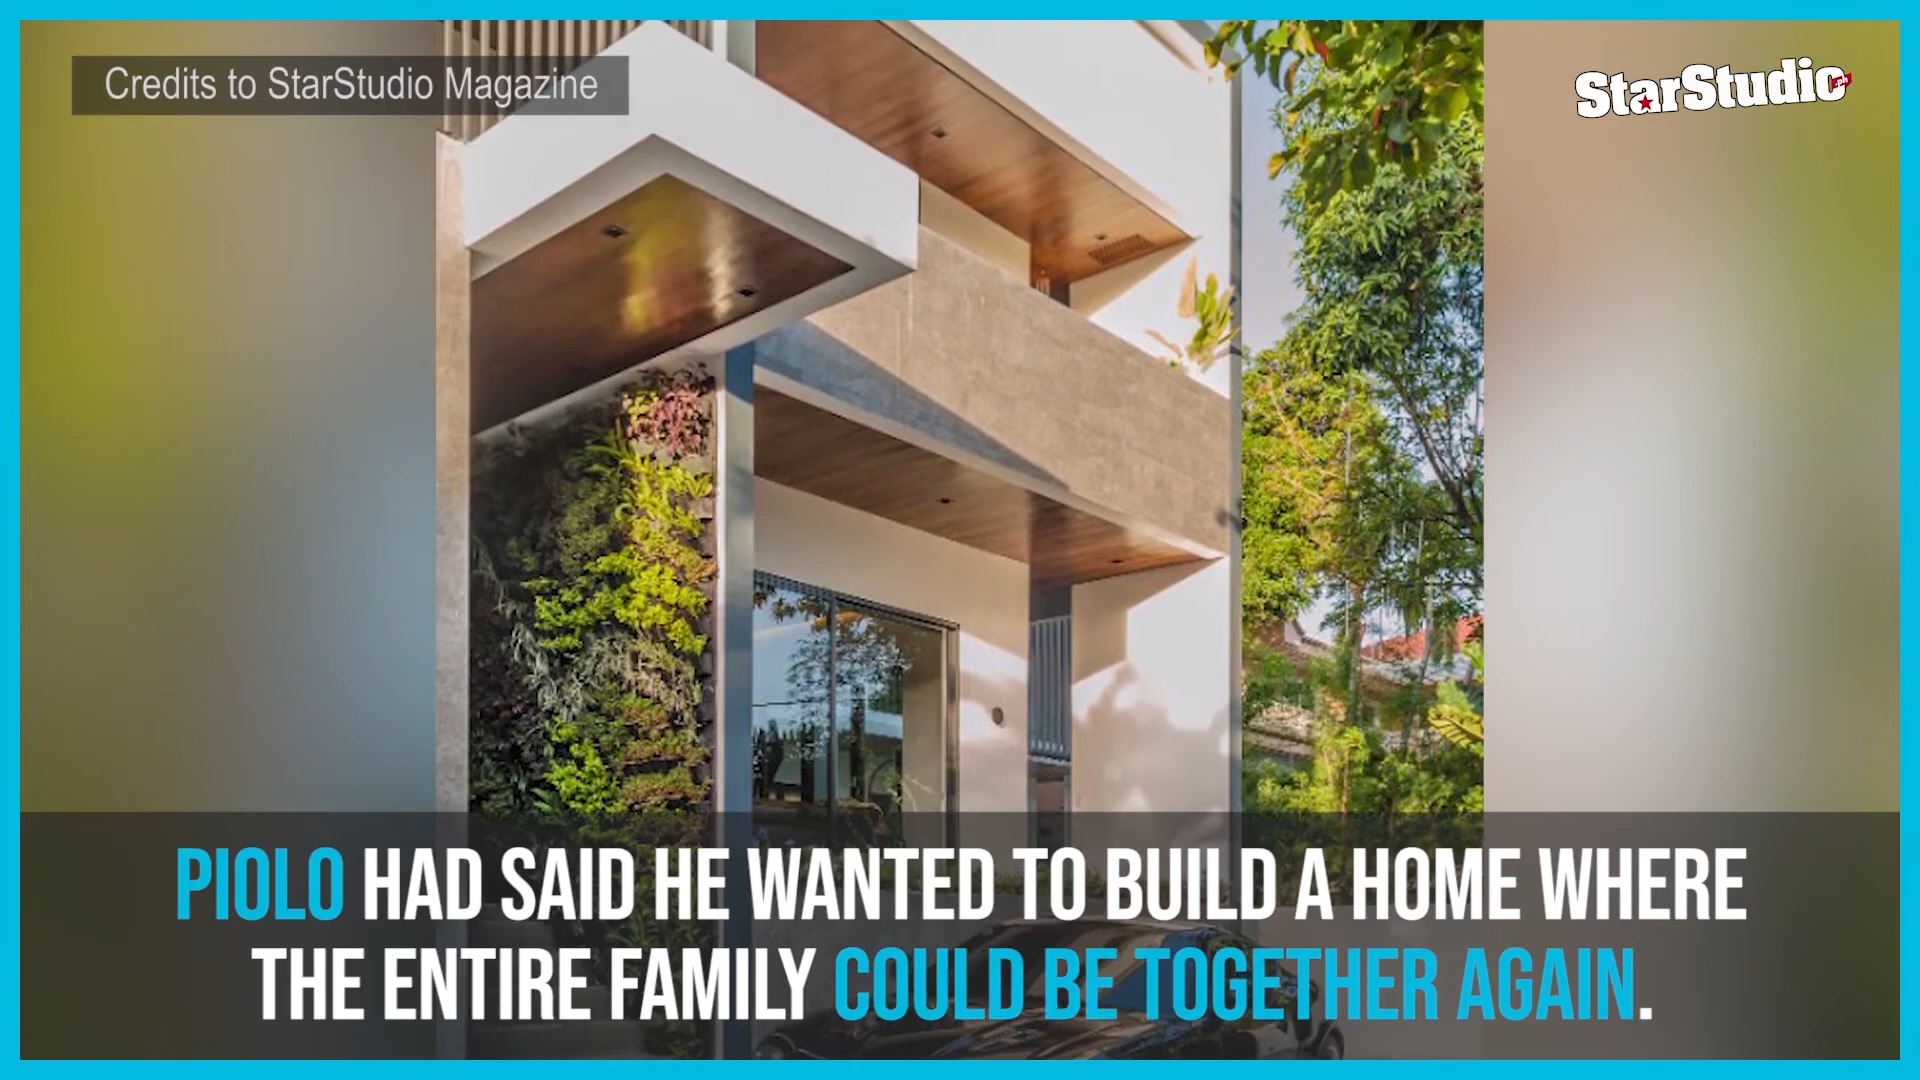 Credits to StarStudio Magazine
StarStudio.ph
PIOLO HAD SAID HE WANTED TO BUILD A HOME WHERE
THE ENTIRE FAMILY COULD BE TOGETHER AGAIN.